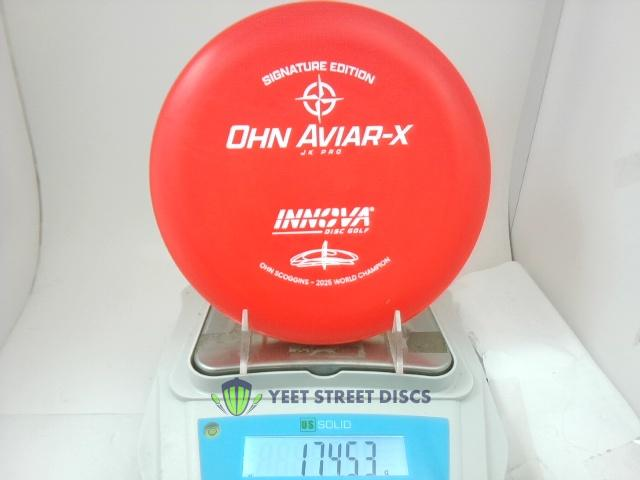 SIGNATURE EDITION
OHN AVIAR-X
JK PRO
INNOVA®
DISC GOLF
OHN SCOGGINS - 2025 WORLD CHAMPION
YEET STREET DISCS
US SOLID
174.53 g